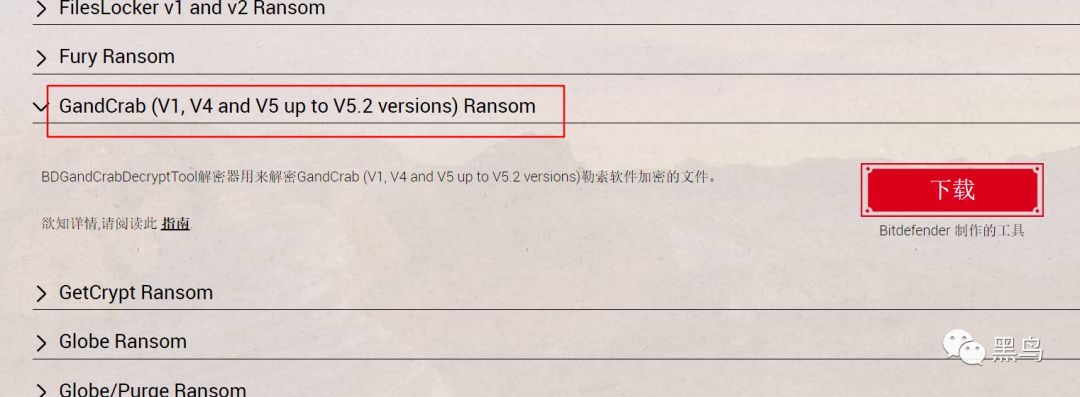 FilesLocker v1 and v2 Ransom
Fury Ransom
GandCrab (V1, V4 and V5 up to V5.2 versions) Ransom
BDGandCrabDecryptTool解密器用来解密GandCrab (V1, V4 and V5 up to V5.2 versions)勒索软件加密的文件。
下载
欲知详情,请阅读此 指南
Bitdefender 制作的工具
GetCrypt Ransom
Globe Ransom
黑鸟
Globe/Purge Ransom